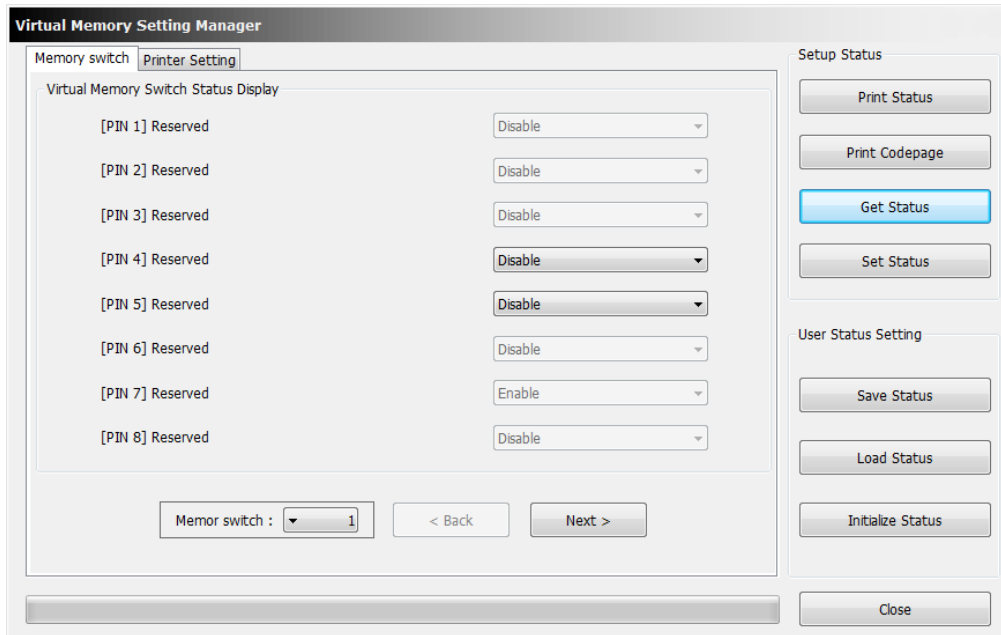 Virtual Memory Setting Manager
Memory switch Printer Setting
Virtual Memory Switch Status Display
[PIN 1] Reserved Disable
[PIN 2] Reserved Disable
[PIN 3] Reserved Disable
[PIN 4] Reserved Disable
[PIN 5] Reserved Disable
[PIN 6] Reserved Disable
[PIN 7] Reserved Enable
[PIN 8] Reserved Disable
Memor switch : 1 < Back Next >
Setup Status
Print Status
Print Codepage
Get Status
Set Status
User Status Setting
Save Status
Load Status
Initialize Status
Close